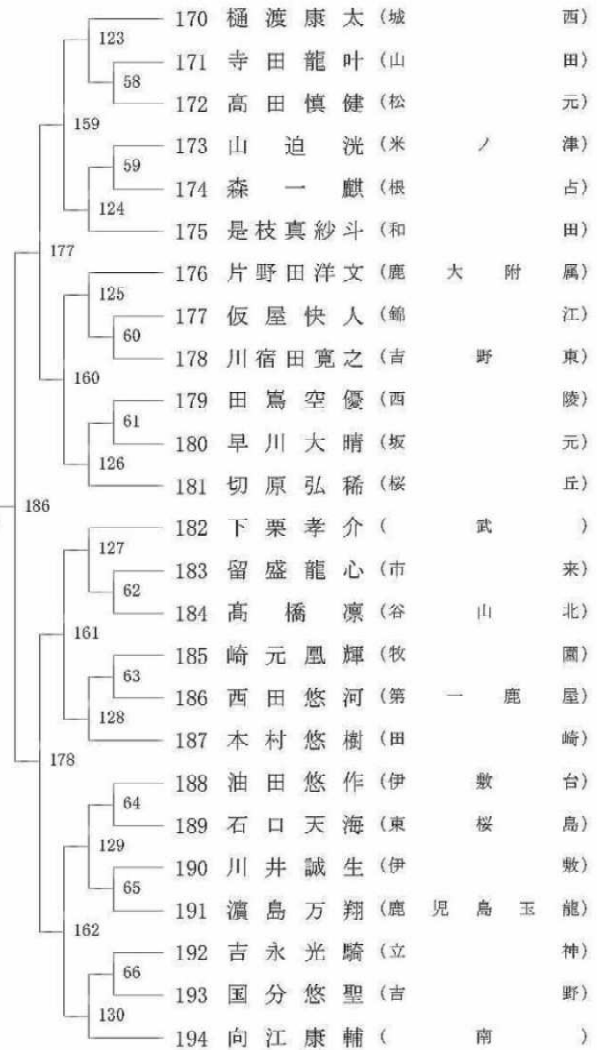 170 樋渡康太 (城西)
123
171 寺田龍叶 (山田)
58
172 高田慎健 (松元)
159
173 山迫洸 (米ノ津)
59
174 森一麒 (根占)
124
175 是枝真紗斗 (和田)
177
176 片野田洋文 (鹿大附属)
125
177 仮屋快人 (錦江)
60
178 川宿田寛之 (吉野東)
160
179 田嶌空優 (西陵)
61
180 早川大晴 (坂元)
126
181 切原弘稀 (桜丘)
186
182 下栗孝介 (武)
127
183 留盛龍心 (市来)
62
184 髙橋凛 (谷山北)
161
185 崎元凰輝 (牧園)
63
186 西田悠河 (第一鹿屋)
128
187 木村悠樹 (田崎)
178
188 油田悠作 (伊敷台)
64
189 石口天海 (東桜島)
129
190 川井誠生 (伊敷)
65
191 濵島万翔 (鹿児島玉龍)
162
192 吉永光騎 (立神)
66
193 国分悠聖 (吉野)
130
194 向江康輔 (南)